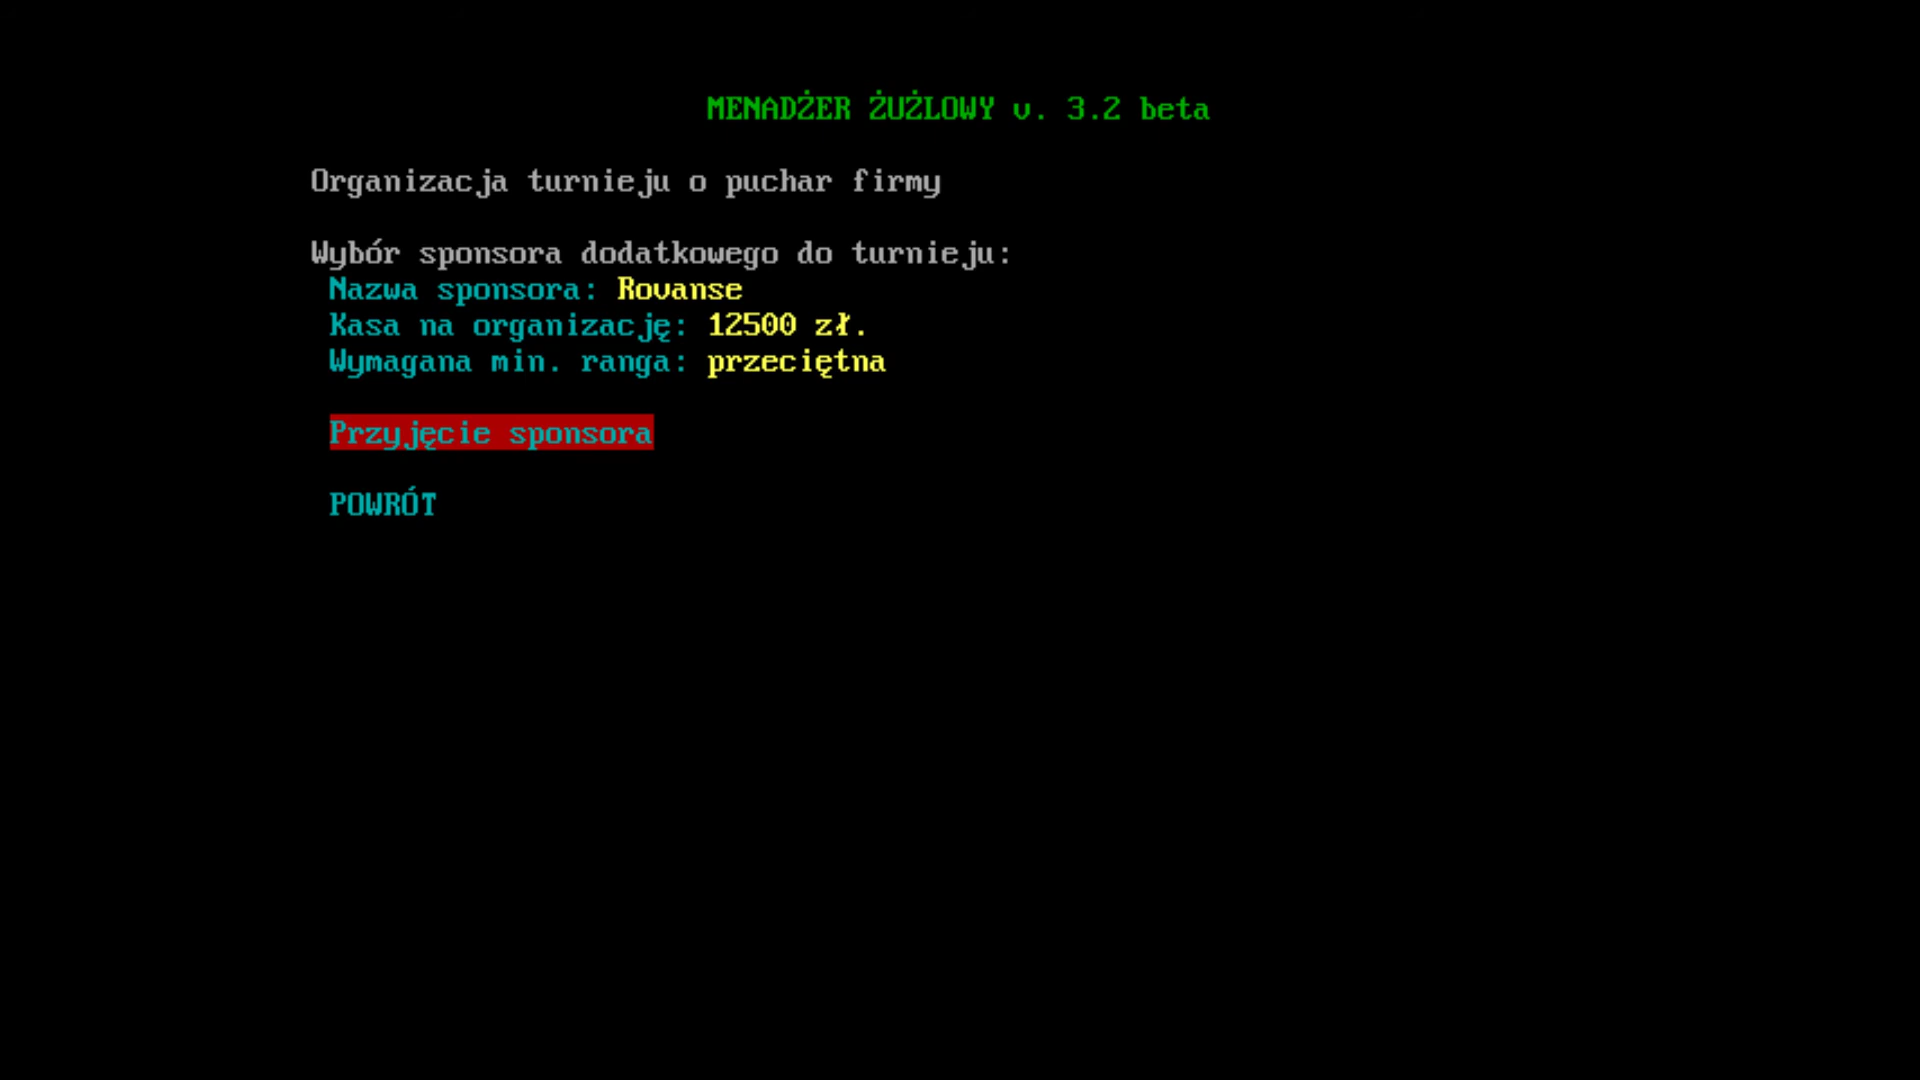 MENADŻER ŻUŻLOWY v. 3.2 beta
Organizacja turnieju o puchar firmy
Wybór sponsora dodatkowego do turnieju:
Nazwa sponsora: Rovanse
Kasa na organizację: 12500 zł.
Wymagana min. ranga: przeciętna
Przyjęcie sponsora
POWRÓT